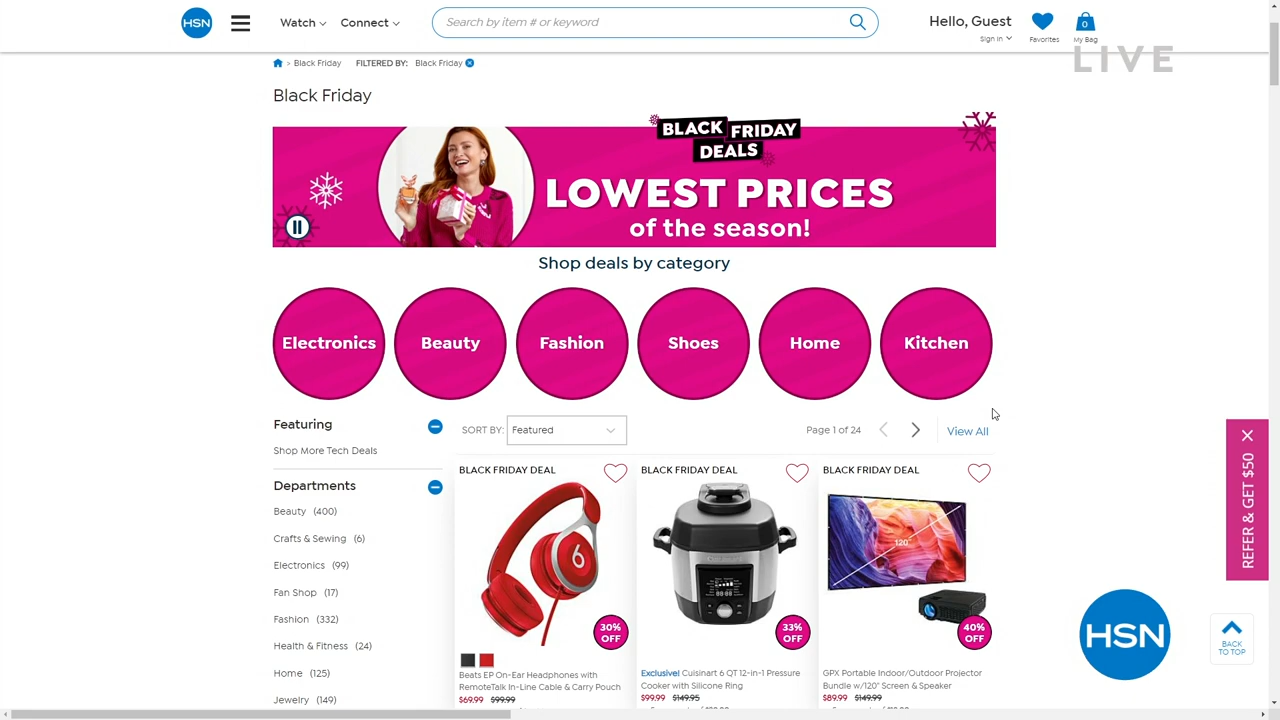 HSN
Watch
Connect
Search by item # or keyword
Hello, Guest
Sign In
Favorites
0
My Bag
LIVE
> Black Friday
FILTERED BY:
Black Friday
Black Friday
BLACK FRIDAY
DEALS
LOWEST PRICES
of the season!
Shop deals by category
Electronics
Beauty
Fashion
Shoes
Home
Kitchen
Featuring
Shop More Tech Deals
Departments
Beauty (400)
Crafts & Sewing (6)
Electronics (99)
Fan Shop (17)
Fashion (332)
Health & Fitness (24)
Home (125)
Jewelry (149)
SORT BY:
Featured
Page 1 of 24
View All
BLACK FRIDAY DEAL
30%
OFF
Beats EP On-Ear Headphones with
RemoteTalk In-Line Cable & Carry Pouch
$69.99 $99.99
BLACK FRIDAY DEAL
33%
OFF
Exclusive! Cuisinart 6 QT 12-in-1 Pressure
Cooker with Silicone Ring
$99.99 $149.95
BLACK FRIDAY DEAL
120"
40%
OFF
GPX Portable Indoor/Outdoor Projector
Bundle w/120" Screen & Speaker
$89.99 $149.99
REFER & GET $50
HSN
BACK
TO TOP